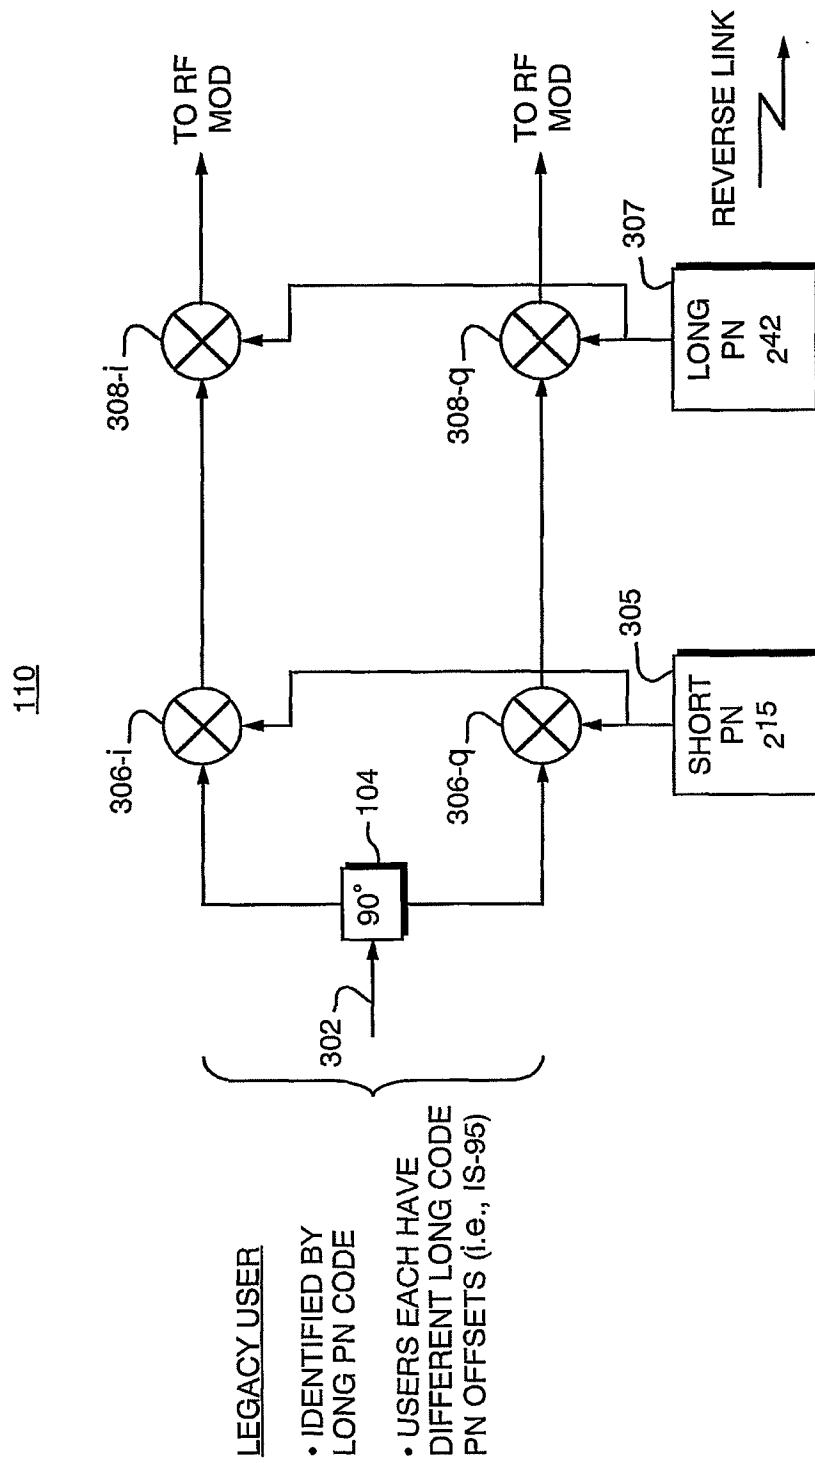 110
LEGACY USER
• IDENTIFIED BY
LONG PN CODE
• USERS EACH HAVE
DIFFERENT LONG CODE
PN OFFSETS (i.e., IS-95)
302
90°
104
306-i
306-q
308-i
308-q
TO RF
MOD
TO RF
MOD
SHORT
PN
2^15
305
LONG
PN
2^42
307
REVERSE LINK